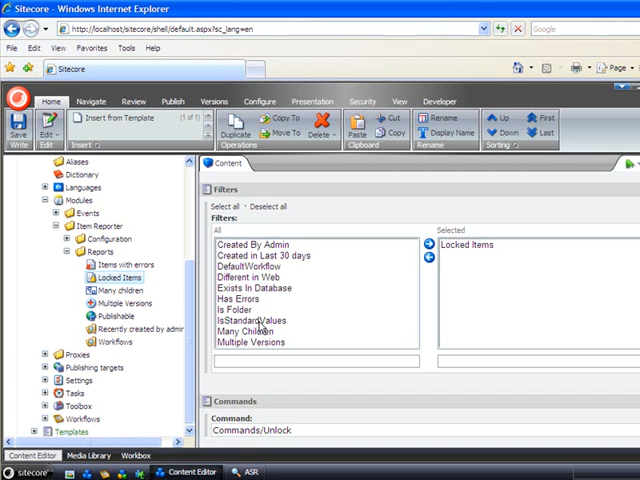 Sitecore - Windows Internet Explorer
http://localhost/sitecore/shell/default.aspx?sc_lang=en
Google
File Edit View Favorites Tools Help
Sitecore
Page
Home Navigate Review Publish Versions Configure Presentation Security View Developer
Save
Write
Edit
Edit
Insert from Template
(1 of 1)
Insert
Duplicate
Copy To
Move To
Delete
Operations
Paste
Cut
Copy
Clipboard
Rename
Display Name
Rename
Up
Down
First
Last
Sorting
Aliases
Dictionary
Languages
Modules
Events
Item Reporter
Configuration
Reports
Items with errors
Locked Items
Many children
Multiple Versions
Publishable
Recently created by admr
Workflows
Proxies
Publishing targets
Settings
Tasks
Toolbox
Workflows
Templates
Content
Filters
Select all · Deselect all
Filters:
All
Selected
Created By Admin
Created in Last 30 days
DefaultWorkflow
Different in Web
Exists In Database
Has Errors
Is Folder
IsStandardValues
Many Children
Multiple Versions
Locked Items
Commands
Command:
Commands/Unlock
Content Editor Media Library Workbox
sitecore
Content Editor
ASR